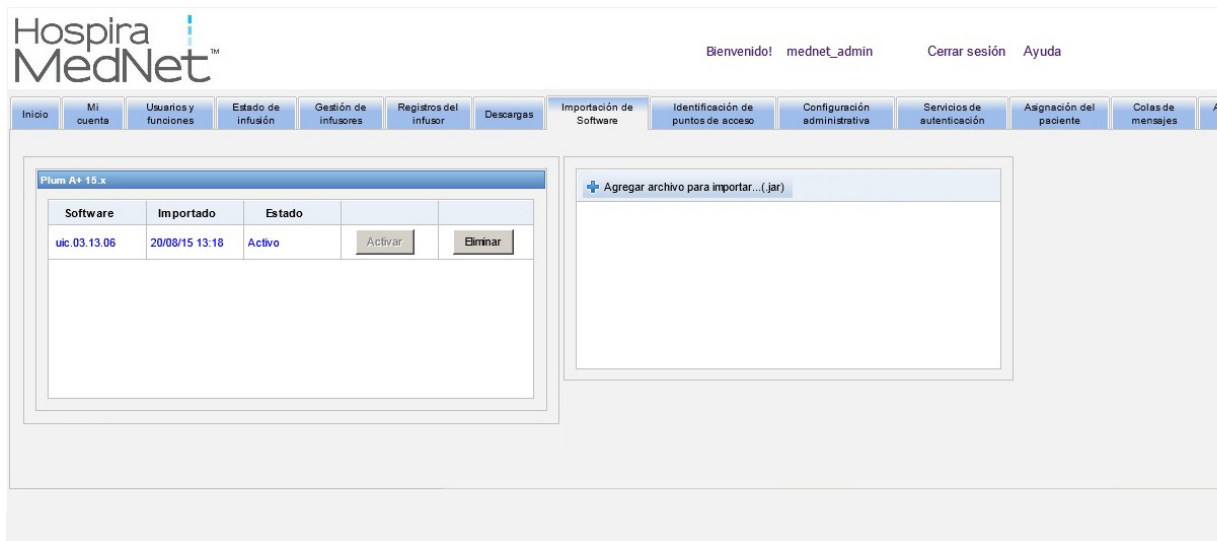 Hospira
MedNet™
Bienvenido! mednet_admin Cerrar sesión Ayuda
Inicio
Mi
cuenta
Usuarios y
funciones
Estado de
infusión
Gestión de
infusores
Registros del
infusor
Descargas
Importación de
Software
Identificación de
puntos de acceso
Configuración
administrativa
Servicios de
autenticación
Asignación del
paciente
Colas de
mensajes
Plum A+ 15.x
Software Importado Estado
uic.03.13.06 20/08/15 13:18 Activo Activar Eliminar
Agregar archivo para importar...(.jar)